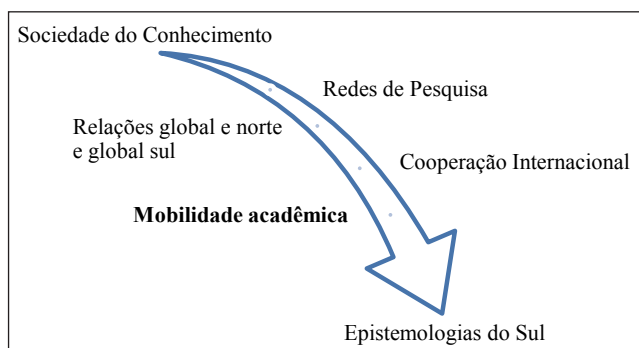 Sociedade do Conhecimento
Redes de Pesquisa
Relações global e norte
e global sul
Cooperação Internacional
Mobilidade acadêmica
Epistemologias do Sul